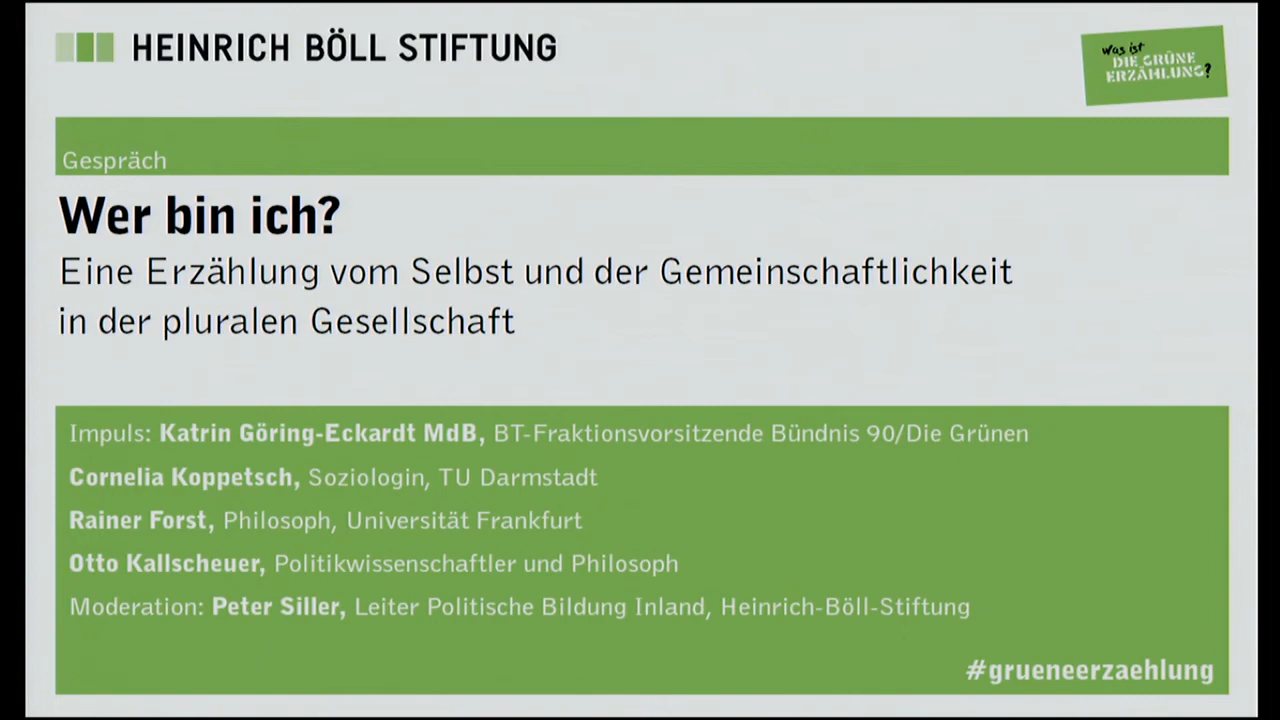 HEINRICH BÖLL STIFTUNG
Was ist
DIE GRÜNE
ERZÄHLUNG?
Gespräch
Wer bin ich?
Eine Erzählung vom Selbst und der Gemeinschaftlichkeit
in der pluralen Gesellschaft
Impuls: Katrin Göring-Eckardt MdB, BT-Fraktionsvorsitzende Bündnis 90/Die Grünen
Cornelia Koppetsch, Soziologin, TU Darmstadt
Rainer Forst, Philosoph, Universität Frankfurt
Otto Kallscheuer, Politikwissenschaftler und Philosoph
Moderation: Peter Siller, Leiter Politische Bildung Inland, Heinrich-Böll-Stiftung
#grueneerzaehlung